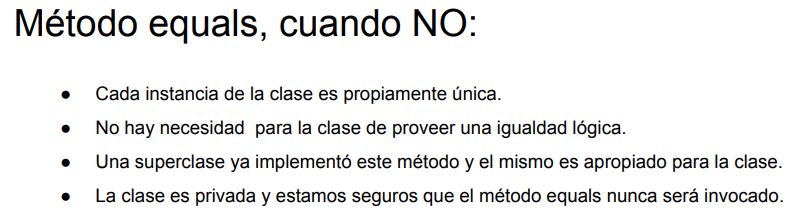 Método equals, cuando NO:
● Cada instancia de la clase es propiamente única.
● No hay necesidad para la clase de proveer una igualdad lógica.
● Una superclase ya implementó este método y el mismo es apropiado para la clase.
● La clase es privada y estamos seguros que el método equals nunca será invocado.